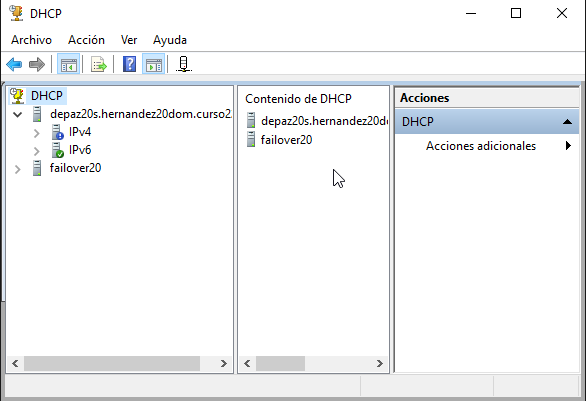 DHCP
Archivo Acción Ver Ayuda
DHCP
depaz20s.hernandez20dom.curso2
IPv4
IPv6
failover20
Contenido de DHCP
depaz20s.hernandez20do
failover20
Acciones
DHCP
Acciones adicionales